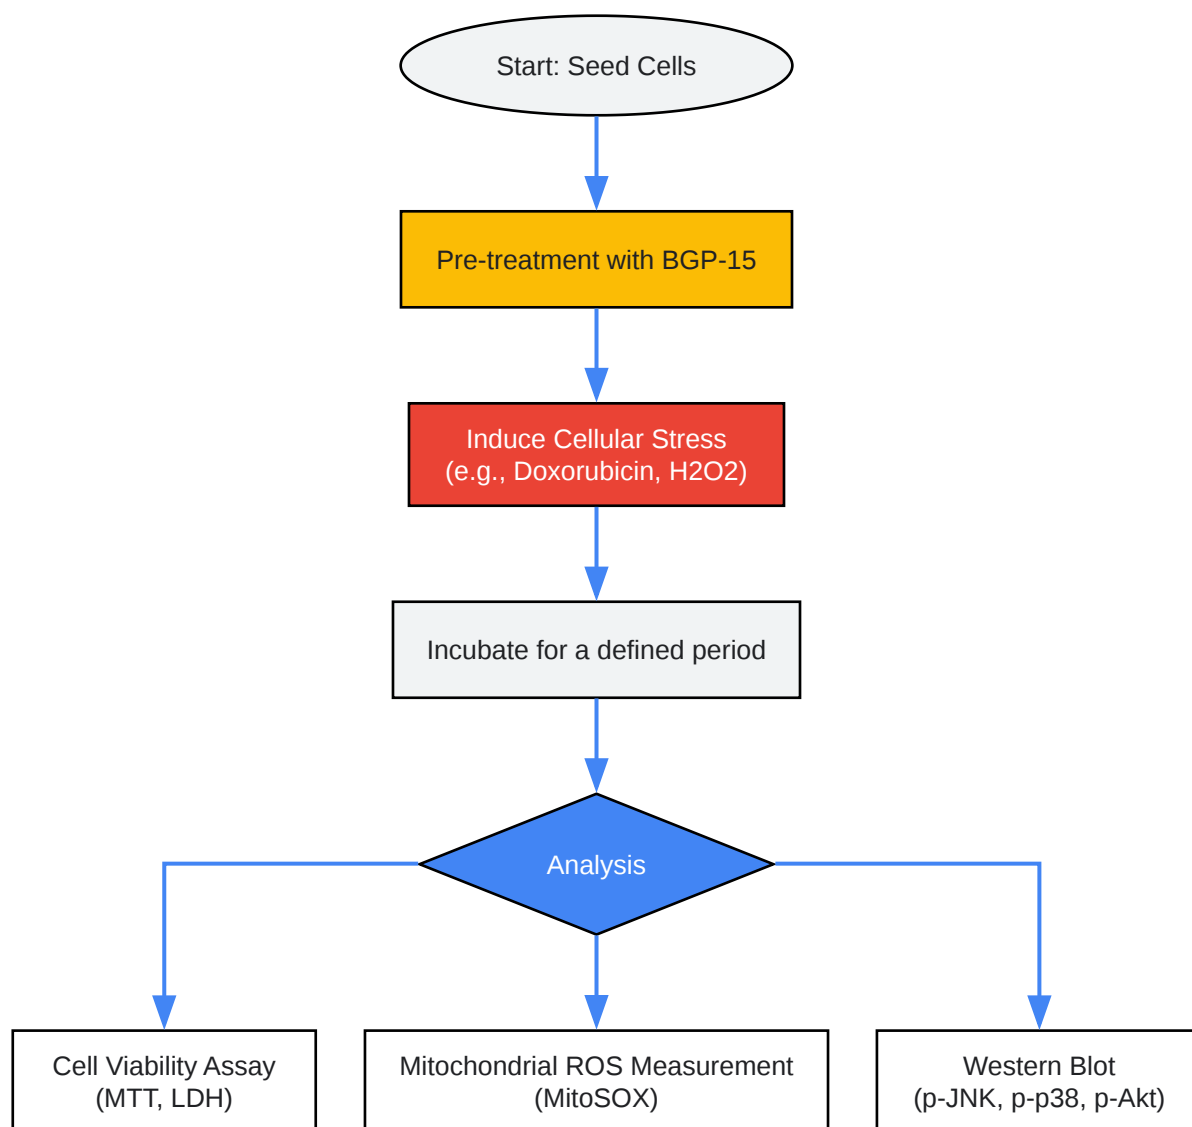 Start: Seed Cells
Pre-treatment with BGP-15
Induce Cellular Stress
(e.g., Doxorubicin, H2O2)
Incubate for a defined period
Analysis
Cell Viability Assay
(MTT, LDH)
Mitochondrial ROS Measurement
(MitoSOX)
Western Blot
(p-JNK, p-p38, p-Akt)